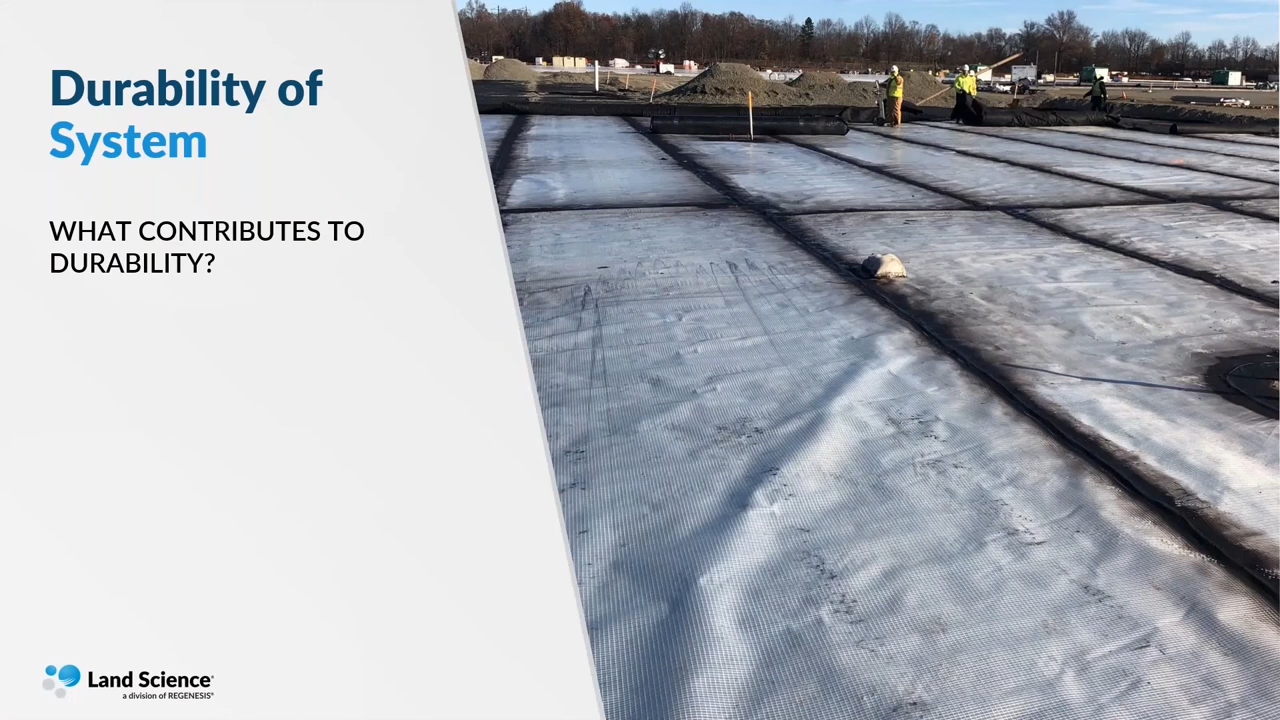 Durability of
System
WHAT CONTRIBUTES TO
DURABILITY?
Land Science®
a division of REGENESIS®